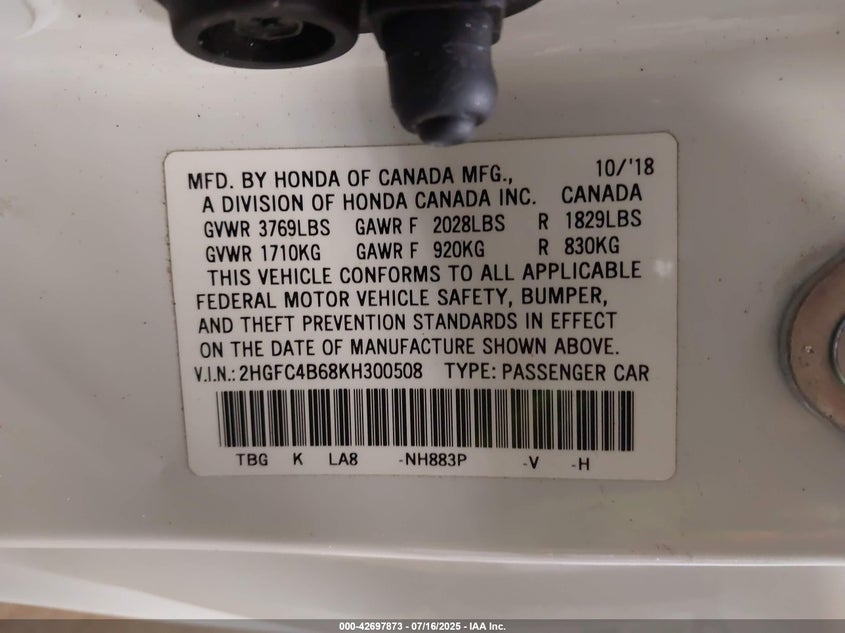 MFD. BY HONDA OF CANADA MFG., 10/'18
A DIVISION OF HONDA CANADA INC. CANADA
GVWR 3769LBS GAWR F 2028LBS R 1829LBS
GVWR 1710KG GAWR F 920KG R 830KG
THIS VEHICLE CONFORMS TO ALL APPLICABLE
FEDERAL MOTOR VEHICLE SAFETY, BUMPER,
AND THEFT PREVENTION STANDARDS IN EFFECT
ON THE DATE OF MANUFACTURE SHOWN ABOVE.
V.I.N.: 2HGFC4B68KH300508 TYPE: PASSENGER CAR
TBG K LA8 -NH883P -V -H
000-42697873 / 07/16/2025 - IAA Inc.